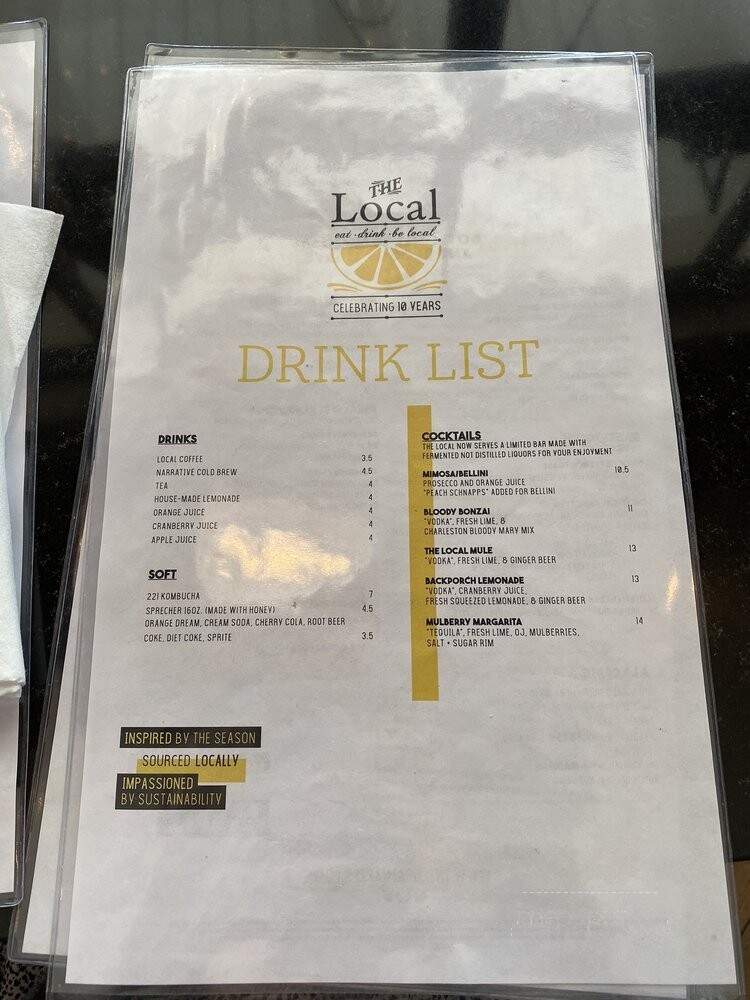 THE
Local
eat · drink · be local
CELEBRATING 10 YEARS
DRINK LIST
DRINKS
LOCAL COFFEE 3.5
NARRATIVE COLD BREW 4.5
TEA 4
HOUSE-MADE LEMONADE 4
ORANGE JUICE 4
CRANBERRY JUICE 4
APPLE JUICE 4
SOFT
221 KOMBUCHA 7
SPRECHER 16OZ. (MADE WITH HONEY) 4.5
ORANGE DREAM, CREAM SODA, CHERRY COLA, ROOT BEER
COKE, DIET COKE, SPRITE 3.5
COCKTAILS
THE LOCAL NOW SERVES A LIMITED BAR MADE WITH
FERMENTED NOT DISTILLED LIQUORS FOR YOUR ENJOYMENT
MIMOSA/BELLINI 10.5
PROSECCO AND ORANGE JUICE
"PEACH SCHNAPPS" ADDED FOR BELLINI
BLOODY BONZAI 11
"VODKA", FRESH LIME, &
CHARLESTON BLOODY MARY MIX
THE LOCAL MULE 13
"VODKA", FRESH LIME, & GINGER BEER
BACKPORCH LEMONADE 13
"VODKA", CRANBERRY JUICE,
FRESH SQUEEZED LEMONADE, & GINGER BEER
MULBERRY MARGARITA 14
"TEQUILA", FRESH LIME, OJ, MULBERRIES,
SALT + SUGAR RIM
INSPIRED BY THE SEASON
SOURCED LOCALLY
IMPASSIONED
BY SUSTAINABILITY